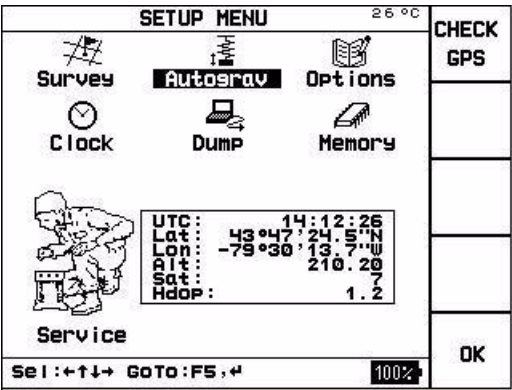 SETUP MENU 26°C
CHECK GPS
Survey Autograv Options
Clock Dump Memory
UTC: 14:12:26
Lat: 43°47'24.5"N
Lon: -79°30'13.7"W
Alt: 210.20
Sat: 7
Hdop: 1.2
Service
OK
Sel:←↑↓→ GoTo:F5,↵ 100%